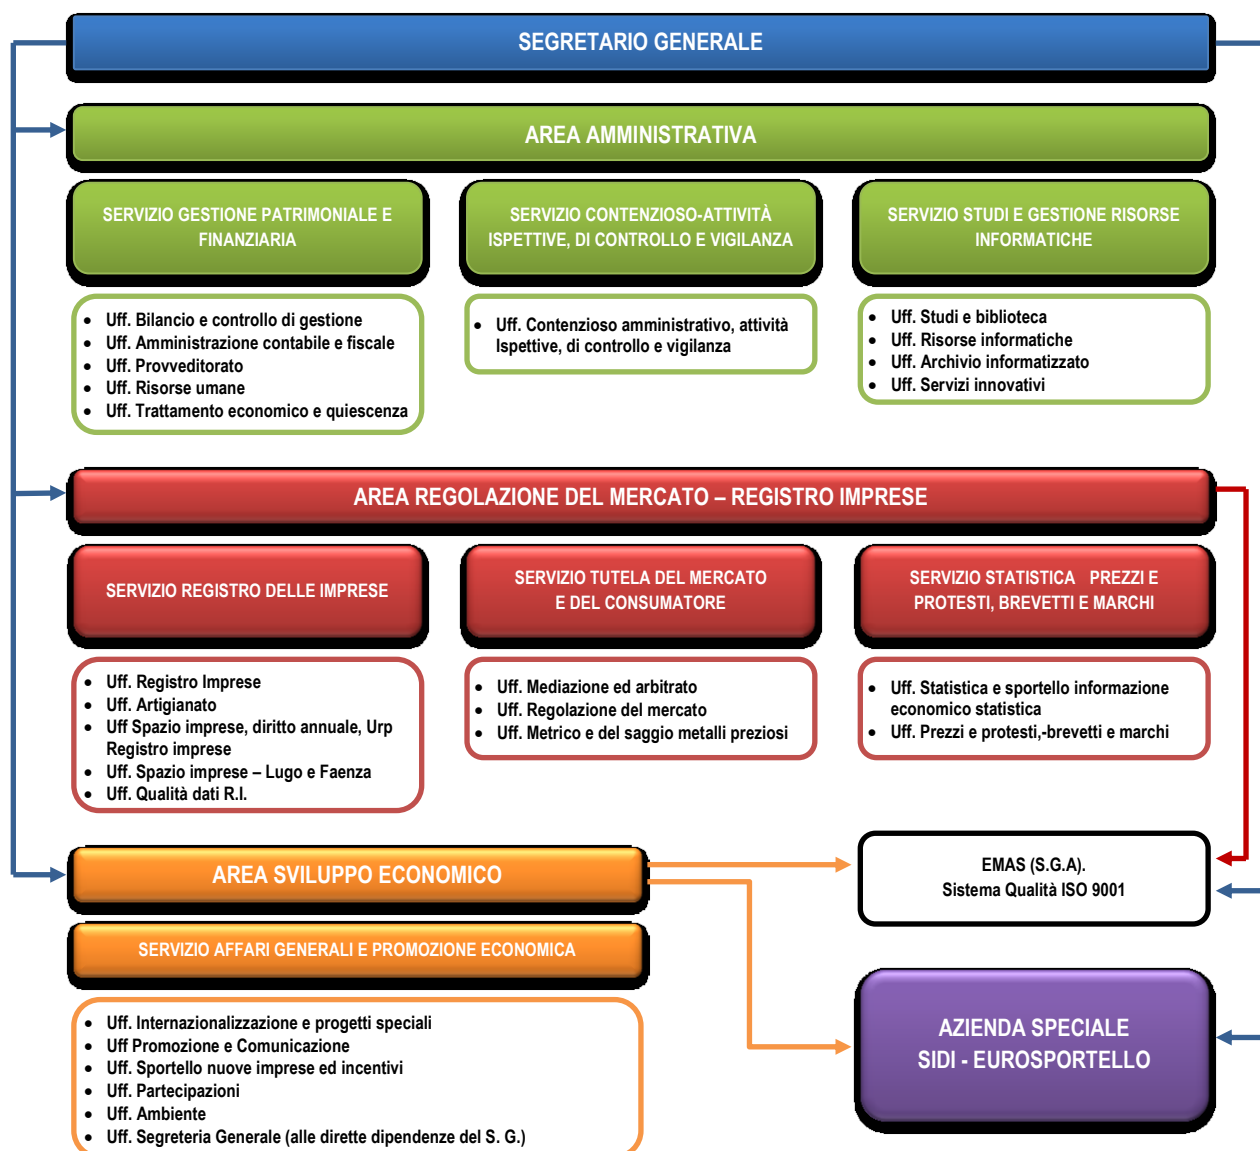 SEGRETARIO GENERALE
AREA AMMINISTRATIVA
SERVIZIO GESTIONE PATRIMONIALE E
FINANZIARIA
• Uff. Bilancio e controllo di gestione
• Uff. Amministrazione contabile e fiscale
• Uff. Provveditorato
• Uff. Risorse umane
• Uff. Trattamento economico e quiescenza
SERVIZIO CONTENZIOSO-ATTIVITÀ
ISPETTIVE, DI CONTROLLO E VIGILANZA
• Uff. Contenzioso amministrativo, attività
Ispettive, di controllo e vigilanza
SERVIZIO STUDI E GESTIONE RISORSE
INFORMATICHE
• Uff. Studi e biblioteca
• Uff. Risorse informatiche
• Uff. Archivio informatizzato
• Uff. Servizi innovativi
AREA REGOLAZIONE DEL MERCATO – REGISTRO IMPRESE
SERVIZIO REGISTRO DELLE IMPRESE
• Uff. Registro Imprese
• Uff. Artigianato
• Uff Spazio imprese, diritto annuale, Urp
Registro imprese
• Uff. Spazio imprese – Lugo e Faenza
• Uff. Qualità dati R.I.
SERVIZIO TUTELA DEL MERCATO
E DEL CONSUMATORE
• Uff. Mediazione ed arbitrato
• Uff. Regolazione del mercato
• Uff. Metrico e del saggio metalli preziosi
SERVIZIO STATISTICA PREZZI E
PROTESTI, BREVETTI E MARCHI
• Uff. Statistica e sportello informazione
economico statistica
• Uff. Prezzi e protesti,-brevetti e marchi
AREA SVILUPPO ECONOMICO
SERVIZIO AFFARI GENERALI E PROMOZIONE ECONOMICA
• Uff. Internazionalizzazione e progetti speciali
• Uff Promozione e Comunicazione
• Uff. Sportello nuove imprese ed incentivi
• Uff. Partecipazioni
• Uff. Ambiente
• Uff. Segreteria Generale (alle dirette dipendenze del S. G.)
EMAS (S.G.A).
Sistema Qualità ISO 9001
AZIENDA SPECIALE
SIDI - EUROSPORTELLO